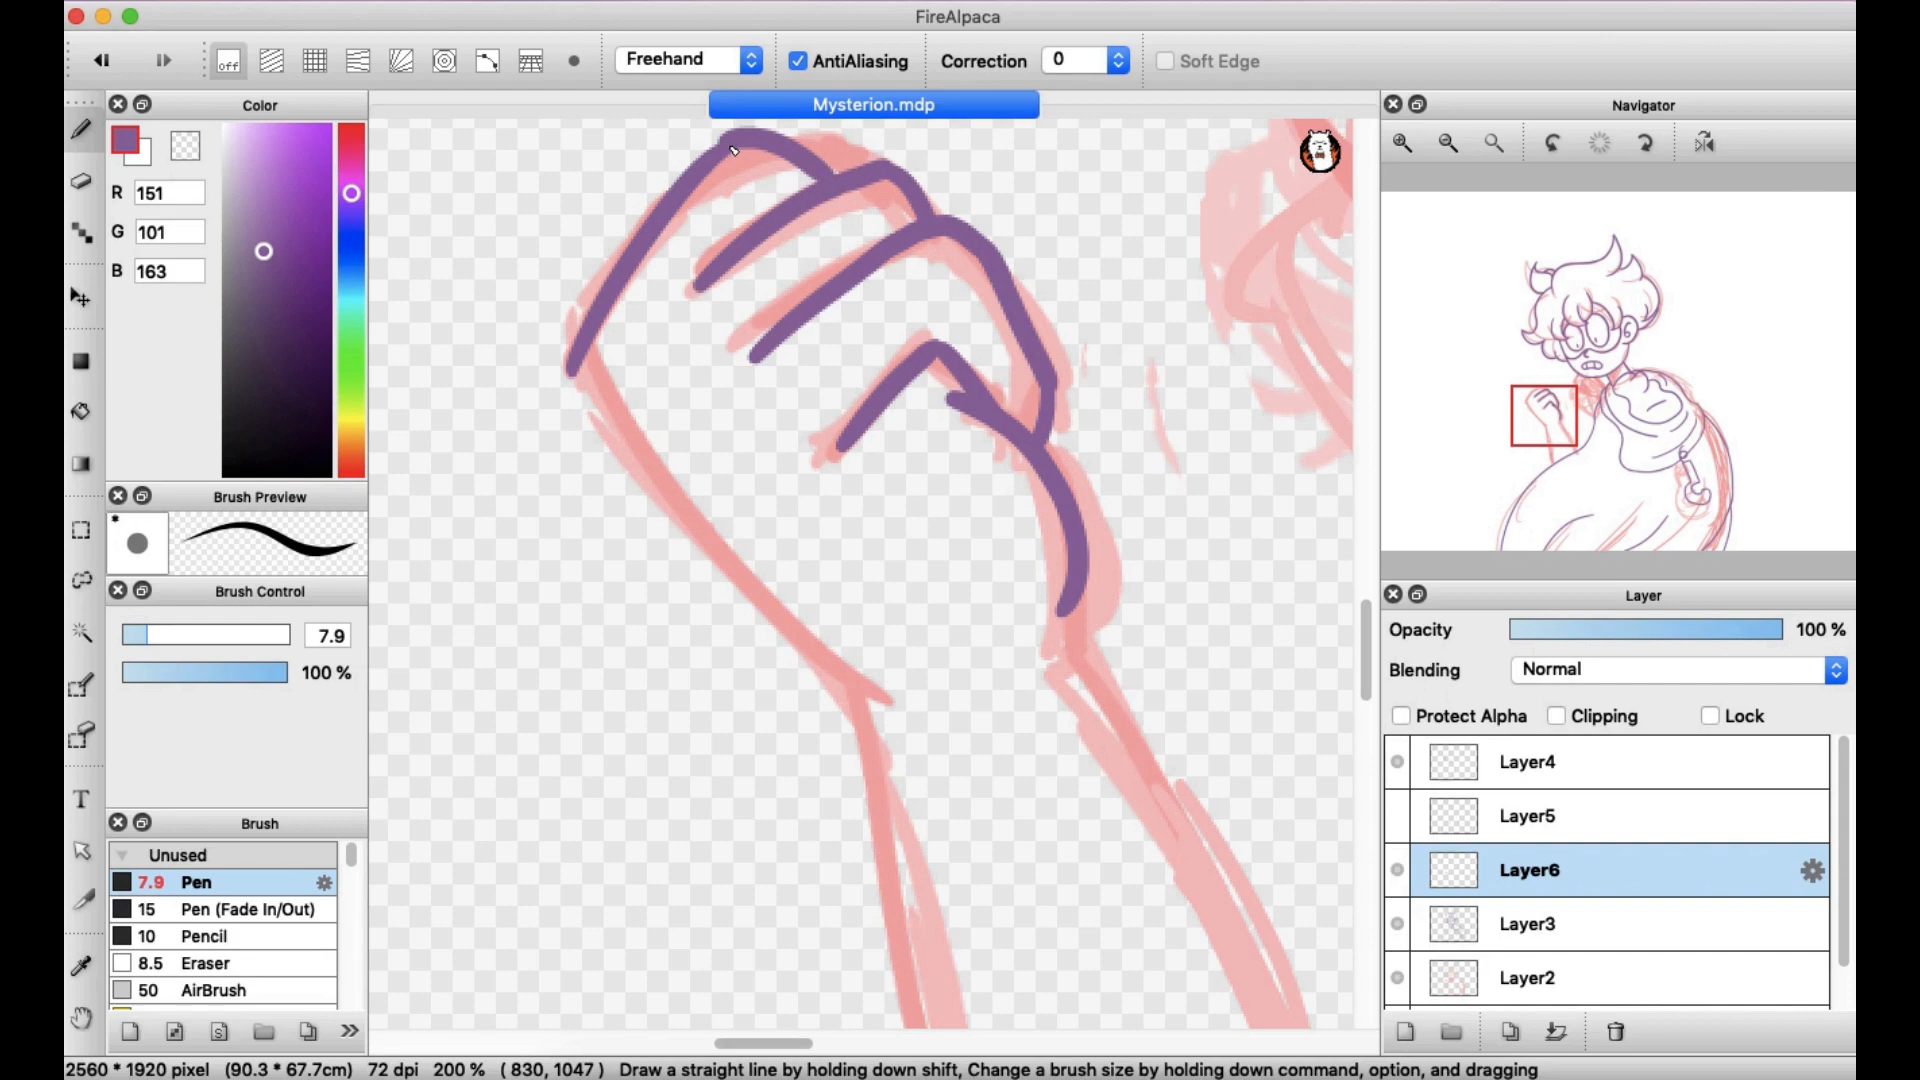 FireAlpaca
off
Freehand
AntiAliasing
Correction
0
Soft Edge
Color
Mysterion.mdp
Navigator
R 151
G 101
B 163
Brush Preview
*
Brush Control
7.9
100 %
Layer
Opacity 100 %
Blending Normal
Protect Alpha Clipping Lock
Layer4
Layer5
Layer6
Layer3
Layer2
Brush
Unused
7.9 Pen
15 Pen (Fade In/Out)
10 Pencil
8.5 Eraser
50 AirBrush
T
S
2560 * 1920 pixel (90.3 * 67.7cm) 72 dpi 200 % ( 830, 1047 ) Draw a straight line by holding down shift, Change a brush size by holding down command, option, and dragging